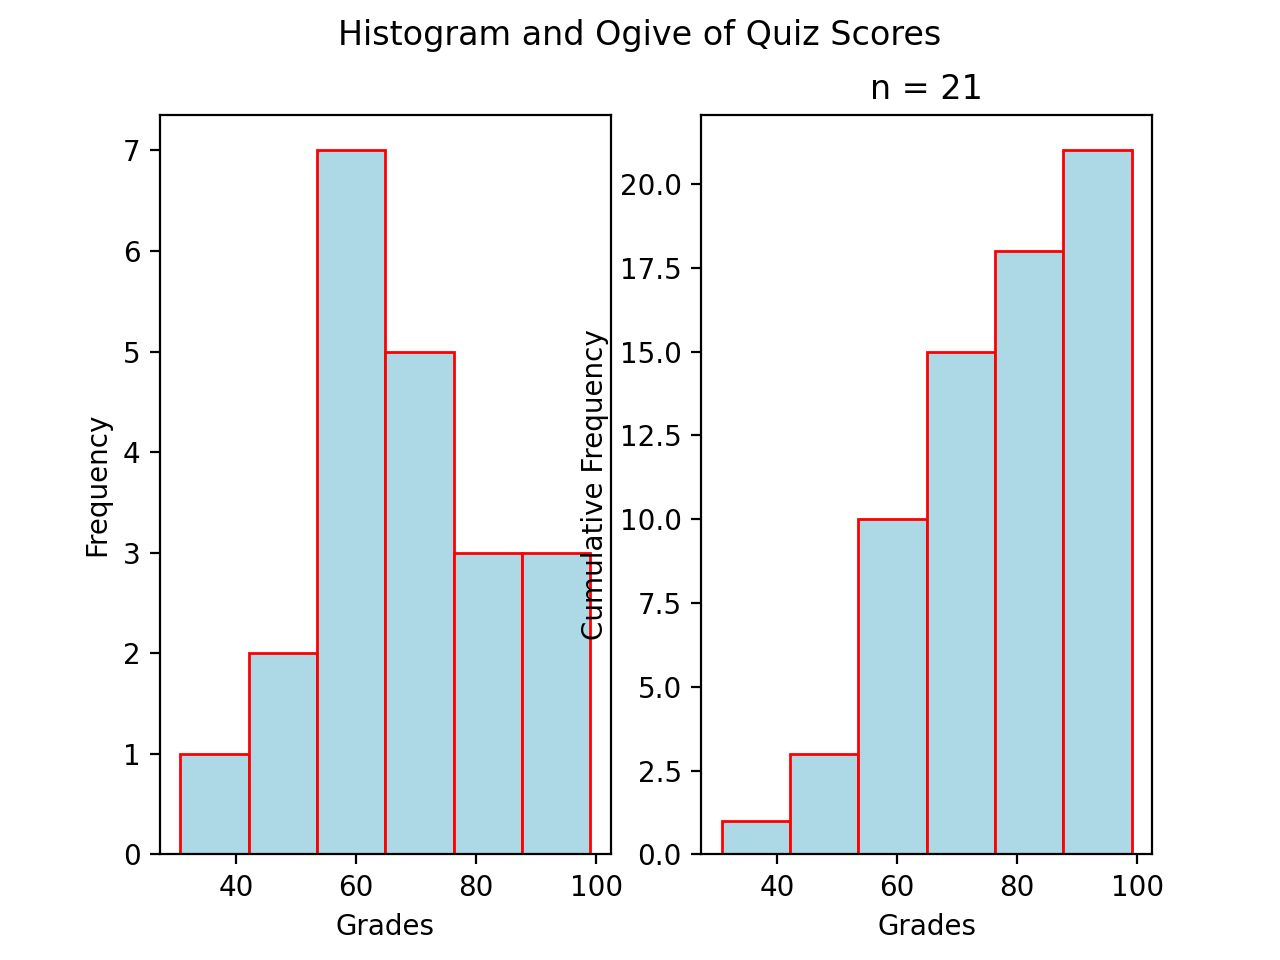 Histogram and Ogive of Quiz Scores
7
6
5
4
3
2
1
0
Frequency
40 60 80 100
Grades
n = 21
20.0
17.5
15.0
12.5
10.0
7.5
5.0
2.5
0.0
Cumulative Frequency
40 60 80 100
Grades